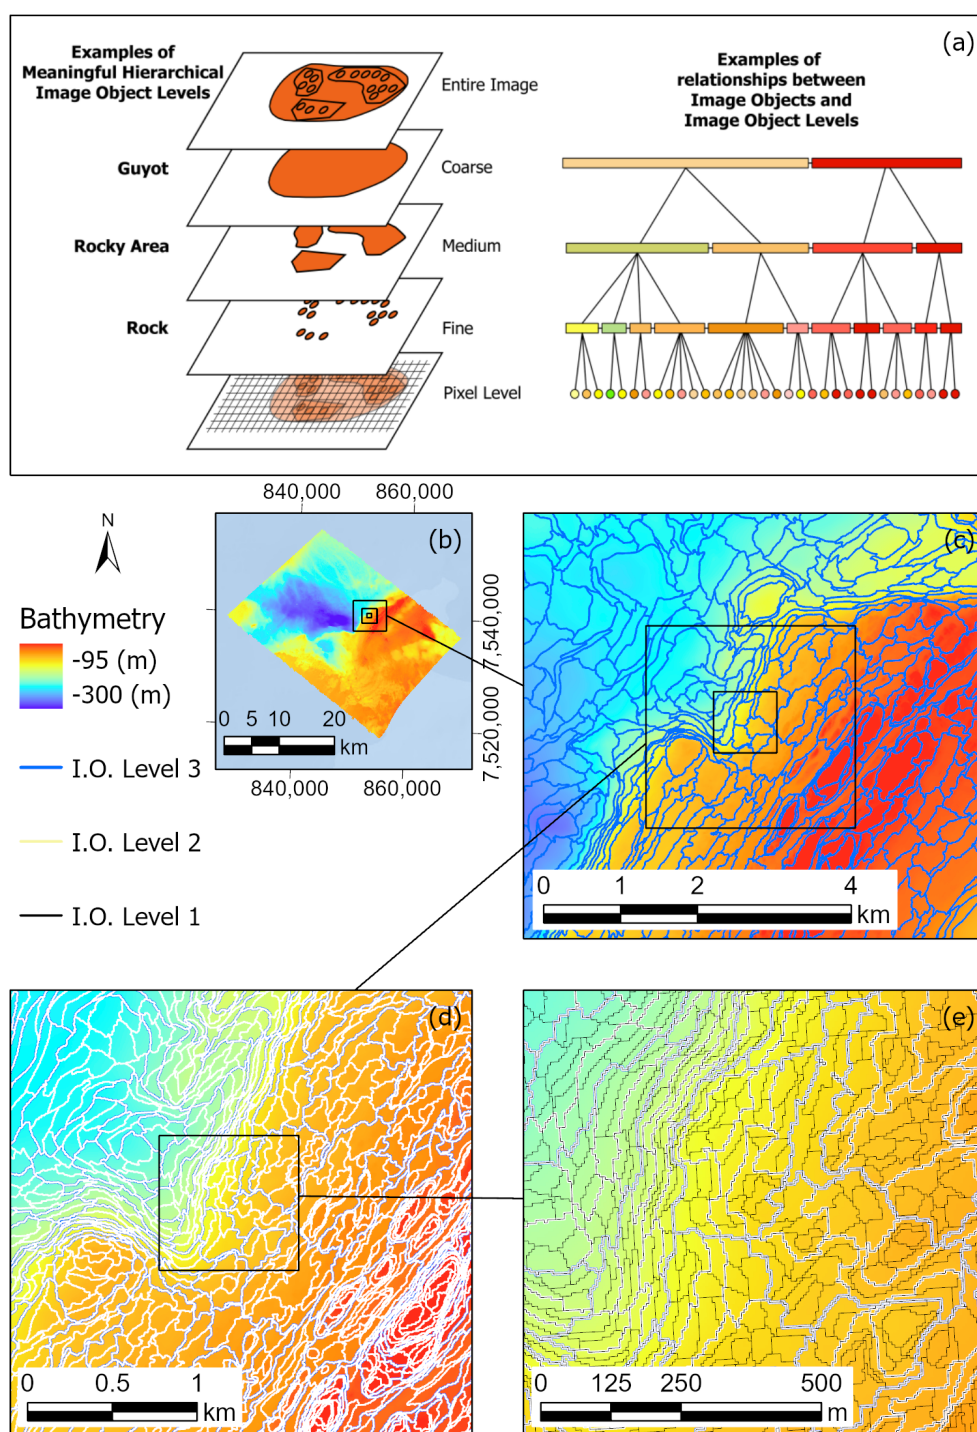 (a)
Examples of
Meaningful Hierarchical
Image Object Levels
Entire Image
Guyot
Coarse
Rocky Area
Medium
Rock
Fine
Pixel Level
Examples of
relationships between
Image Objects and
Image Object Levels
840,000 860,000
(b)
N
7,540,000
7,520,000
0 5 10 20
km
840,000 860,000
Bathymetry
-95 (m)
-300 (m)
I.O. Level 3
I.O. Level 2
I.O. Level 1
(c)
0 1 2 4
km
(d)
0 0.5 1
km
(e)
0 125 250 500
m